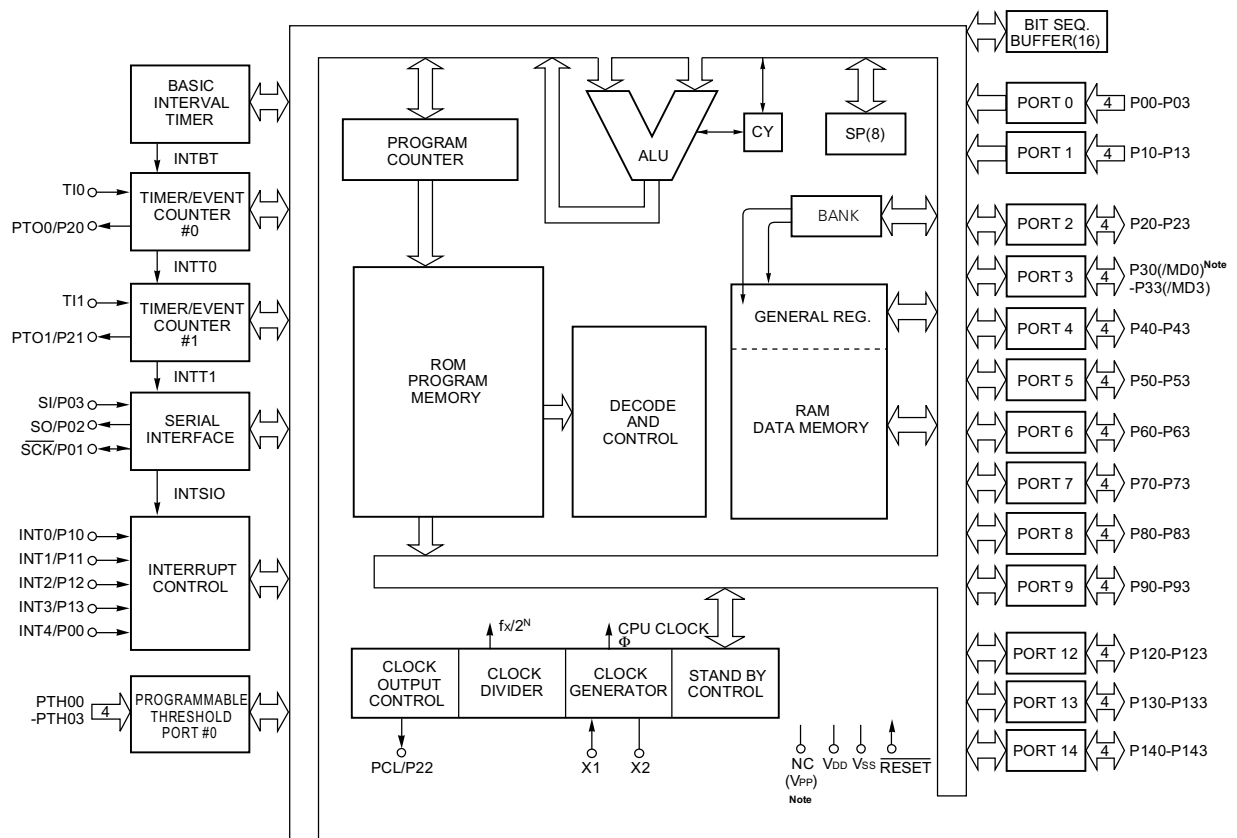 BASIC
INTERVAL
TIMER
INTBT
TI0
PTO0/P20
TIMER/EVENT
COUNTER
#0
INTT0
TI1
PTO1/P21
TIMER/EVENT
COUNTER
#1
INTT1
SI/P03
SO/P02
SCK/P01
SERIAL
INTERFACE
INTSIO
INT0/P10
INT1/P11
INT2/P12
INT3/P13
INT4/P00
INTERRUPT
CONTROL
PTH00
-PTH03
4
PROGRAMMABLE
THRESHOLD
PORT #0
PROGRAM
COUNTER
ALU
CY
SP(8)
BANK
ROM
PROGRAM
MEMORY
DECODE
AND
CONTROL
GENERAL REG.
RAM
DATA MEMORY
fX/2N
CPU CLOCK
Φ
CLOCK
OUTPUT
CONTROL
CLOCK
DIVIDER
CLOCK
GENERATOR
STAND BY
CONTROL
PCL/P22
X1
X2
NC
(VPP)
Note
VDD
VSS
RESET
BIT SEQ.
BUFFER(16)
PORT 0
4
P00-P03
PORT 1
4
P10-P13
PORT 2
4
P20-P23
PORT 3
4
P30(/MD0)Note
-P33(/MD3)
PORT 4
4
P40-P43
PORT 5
4
P50-P53
PORT 6
4
P60-P63
PORT 7
4
P70-P73
PORT 8
4
P80-P83
PORT 9
4
P90-P93
PORT 12
4
P120-P123
PORT 13
4
P130-P133
PORT 14
4
P140-P143